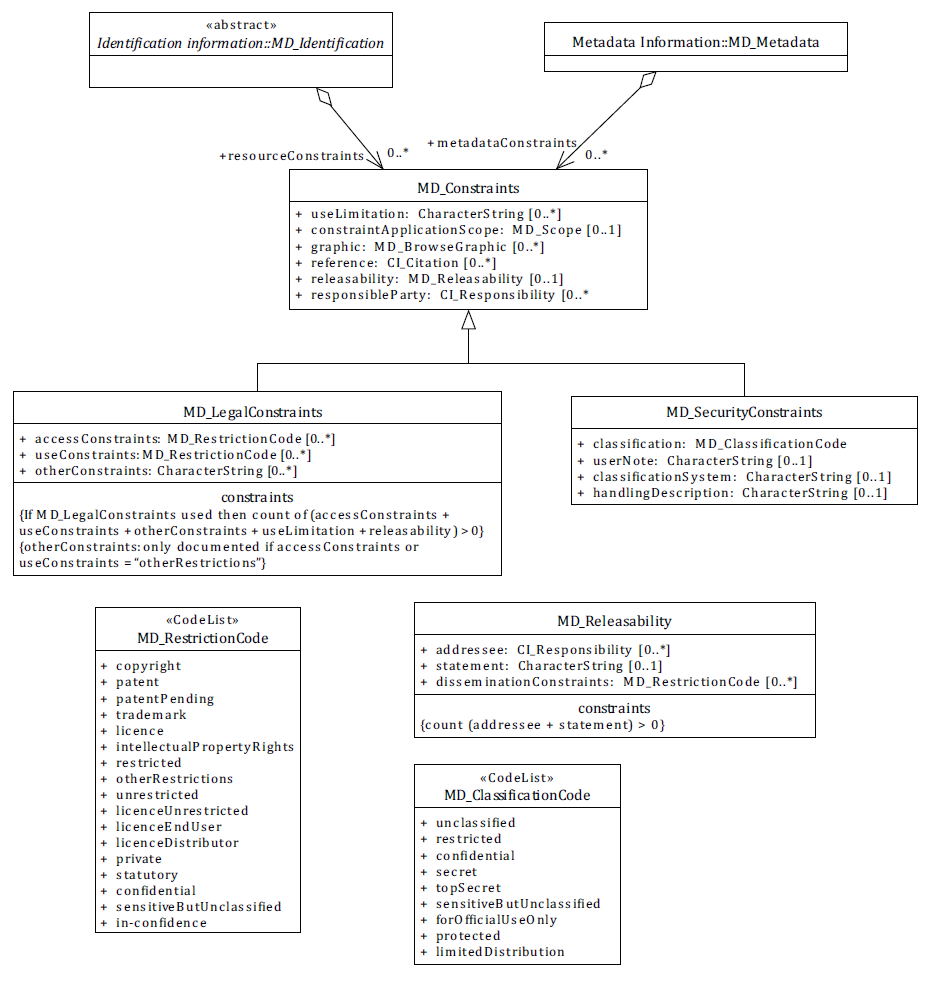 «abstract»
Identification information::MD_Identification
Metadata Information::MD_Metadata
+resourceConstraints
0..*
+metadataConstraints
0..*
MD_Constraints
+ useLimitation: CharacterString [0..*]
+ constraintApplicationScope: MD_Scope [0..1]
+ graphic: MD_BrowseGraphic [0..*]
+ reference: CI_Citation [0..*]
+ releasability: MD_Releasability [0..1]
+ responsibleParty: CI_Responsibility [0..*
MD_LegalConstraints
+ accessConstraints: MD_RestrictionCode [0..*]
+ useConstraints: MD_RestrictionCode [0..*]
+ otherConstraints: CharacterString [0..*]
constraints
{If MD_LegalConstraints used then count of (accessConstraints +
useConstraints + otherConstraints + useLimitation + releasability) > 0}
{otherConstraints: only documented if accessConstraints or
useConstraints = “otherRestrictions”}
MD_SecurityConstraints
+ classification: MD_ClassificationCode
+ userNote: CharacterString [0..1]
+ classificationSystem: CharacterString [0..1]
+ handlingDescription: CharacterString [0..1]
«CodeList»
MD_RestrictionCode
+ copyright
+ patent
+ patentPending
+ trademark
+ licence
+ intellectualPropertyRights
+ restricted
+ otherRestrictions
+ unrestricted
+ licenceUnrestricted
+ licenceEndUser
+ licenceDistributor
+ private
+ statutory
+ confidential
+ sensitiveButUnclassified
+ in-confidence
MD_Releasability
+ addressee: CI_Responsibility [0..*]
+ statement: CharacterString [0..1]
+ disseminationConstraints: MD_RestrictionCode [0..*]
constraints
{count (addressee + statement) > 0}
«CodeList»
MD_ClassificationCode
+ unclassified
+ restricted
+ confidential
+ secret
+ topSecret
+ sensitiveButUnclassified
+ forOfficialUseOnly
+ protected
+ limitedDistribution